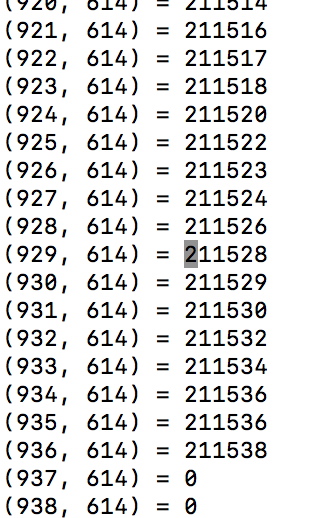 (920, 614) = 211514
(921, 614) = 211516
(922, 614) = 211517
(923, 614) = 211518
(924, 614) = 211520
(925, 614) = 211522
(926, 614) = 211523
(927, 614) = 211524
(928, 614) = 211526
(929, 614) = 211528
(930, 614) = 211529
(931, 614) = 211530
(932, 614) = 211532
(933, 614) = 211534
(934, 614) = 211536
(935, 614) = 211536
(936, 614) = 211538
(937, 614) = 0
(938, 614) = 0